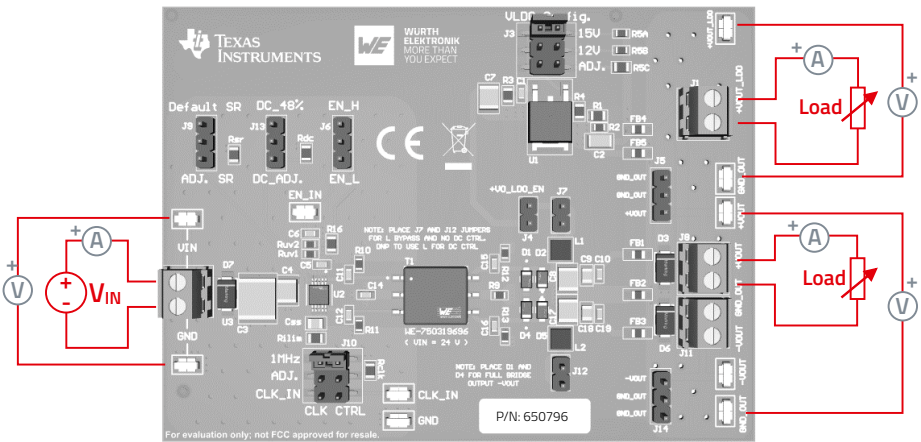 TEXAS
INSTRUMENTS
WE
WURTH
ELEKTRONIK
MORE THAN
YOU EXPECT
J3
15V
R5A
12V
R5B
ADJ.
R5C
+VOUT_LDO
+
A
Load
V
+
J1
C7
R3
C1
R4
R1
R2
C2
U1
FB4
FB5
GND_OUT
Default SR
DC_48%
EN_H
J9
J13
J6
Rsr
Rdc
ADJ. SR
DC_ADJ.
EN_L
CE
EN_IN
+VO_LDO_EN
J7
J4
J5
GND_OUT
GND_OUT
+VOUT
+VOUT
NOTE: PLACE J7 AND J12 JUMPERS
FOR L BYPASS AND NO DC CTRL.
DNP TO USE L FOR DC CTRL.
+
A
+
V
+
-
VIN
VIN
GND
D7
U3
C3
C4
C6
Ruv2
Ruv1
C5
R16
U2
Css
Rilim
R10
C11
C14
C12
R11
T1
WE
WE-750319696
( VIN = 24 V )
C15
R12
R9
C16
R13
D1 D2
D4 D5
L1
L2
C9 C10
C17
C18 C19
FB1
FB2
FB3
D3
D6
J8
J11
GND_OUT
-VOUT
+
A
Load
+
V
J10
1MHz
ADJ.
CLK_IN
CLK CTRL
Rclk
CLK_IN
GND
NOTE: PLACE D1 AND
D4 FOR FULL BRIDGE
OUTPUT -VOUT
J12
-VOUT
GND_OUT
GND_OUT
J14
-VOUT
GND_OUT
P/N: 650796
For evaluation only; not FCC approved for resale.